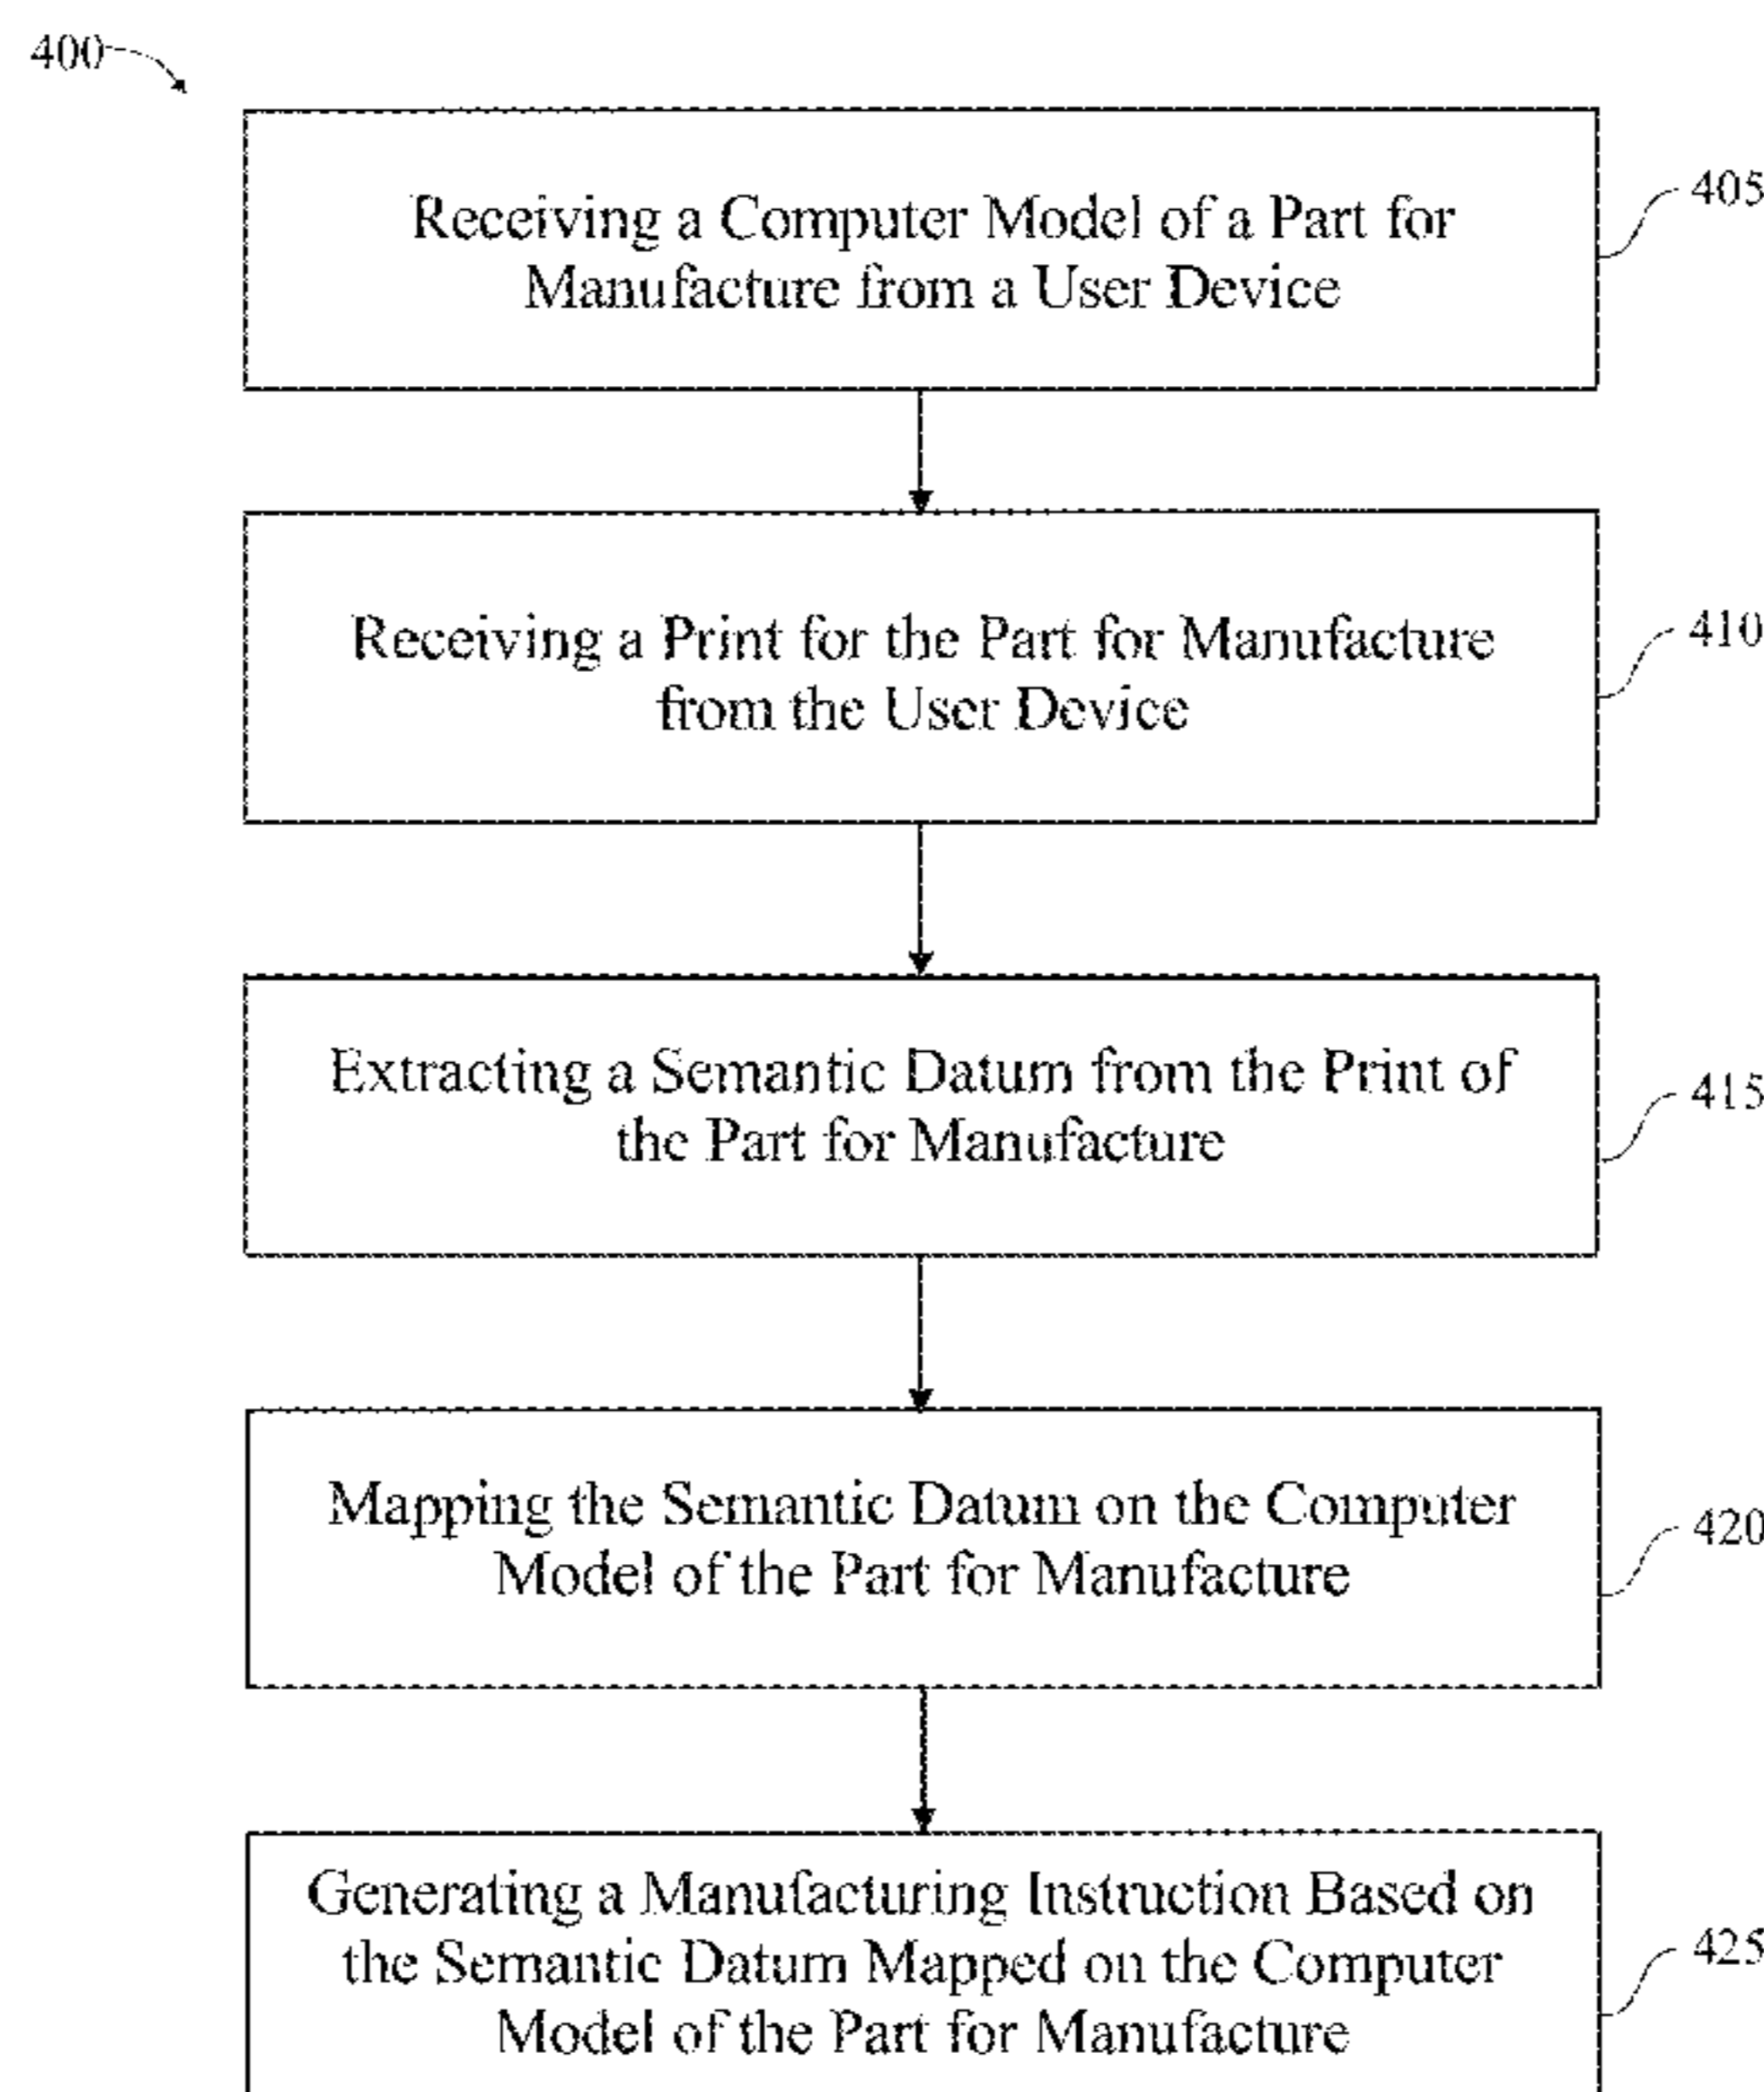 400
Receiving a Computer Model of a Part for
Manufacture from a User Device
405
Receiving a Print for the Part for Manufacture
from the User Device
410
Extracting a Semantic Datum from the Print of
the Part for Manufacture
415
Mapping the Semantic Datum on the Computer
Model of the Part for Manufacture
420
Generating a Manufacturing Instruction Based on
the Semantic Datum Mapped on the Computer
Model of the Part for Manufacture
425